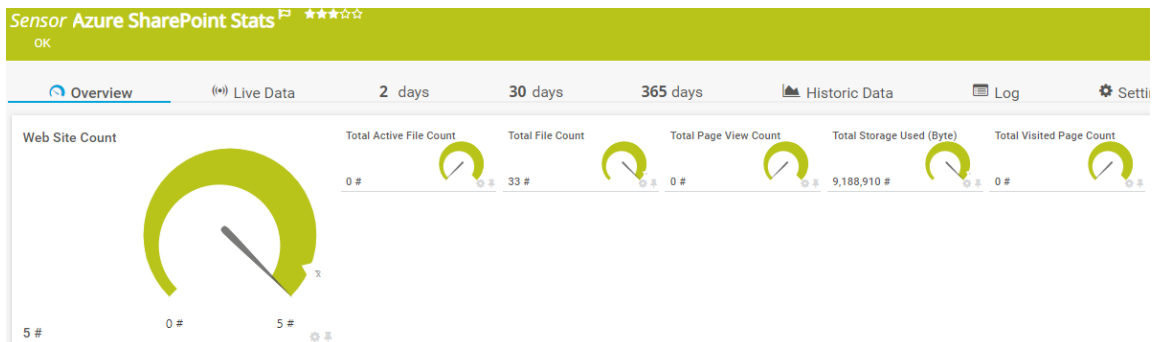 Sensor Azure SharePoint Stats
OK
Overview
Live Data
2 days
30 days
365 days
Historic Data
Log
Web Site Count
5 #
0 #
5 #
Total Active File Count
0 #
Total File Count
33 #
Total Page View Count
0 #
Total Storage Used (Byte)
9,188,910 #
Total Visited Page Count
0 #